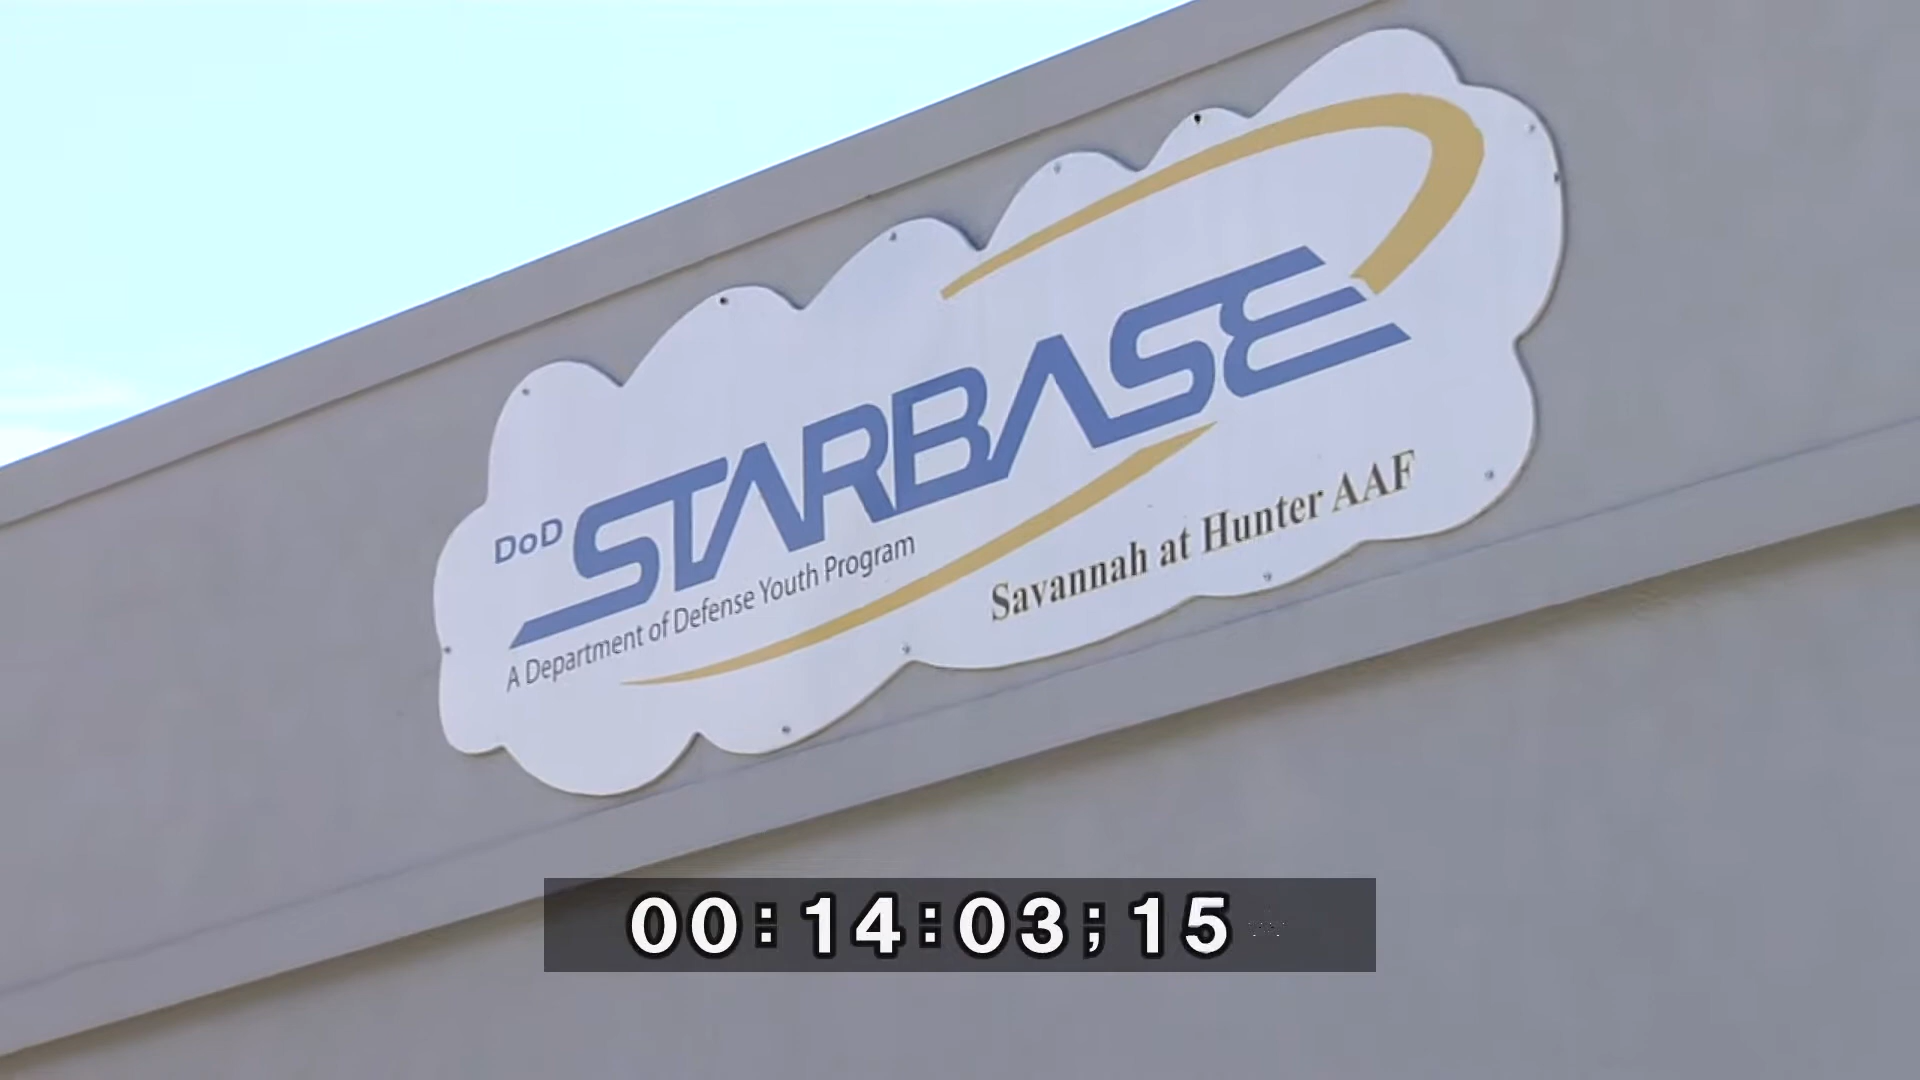 DoD STARBASE
A Department of Defense Youth Program
Savannah at Hunter AAF
00:14:03;15